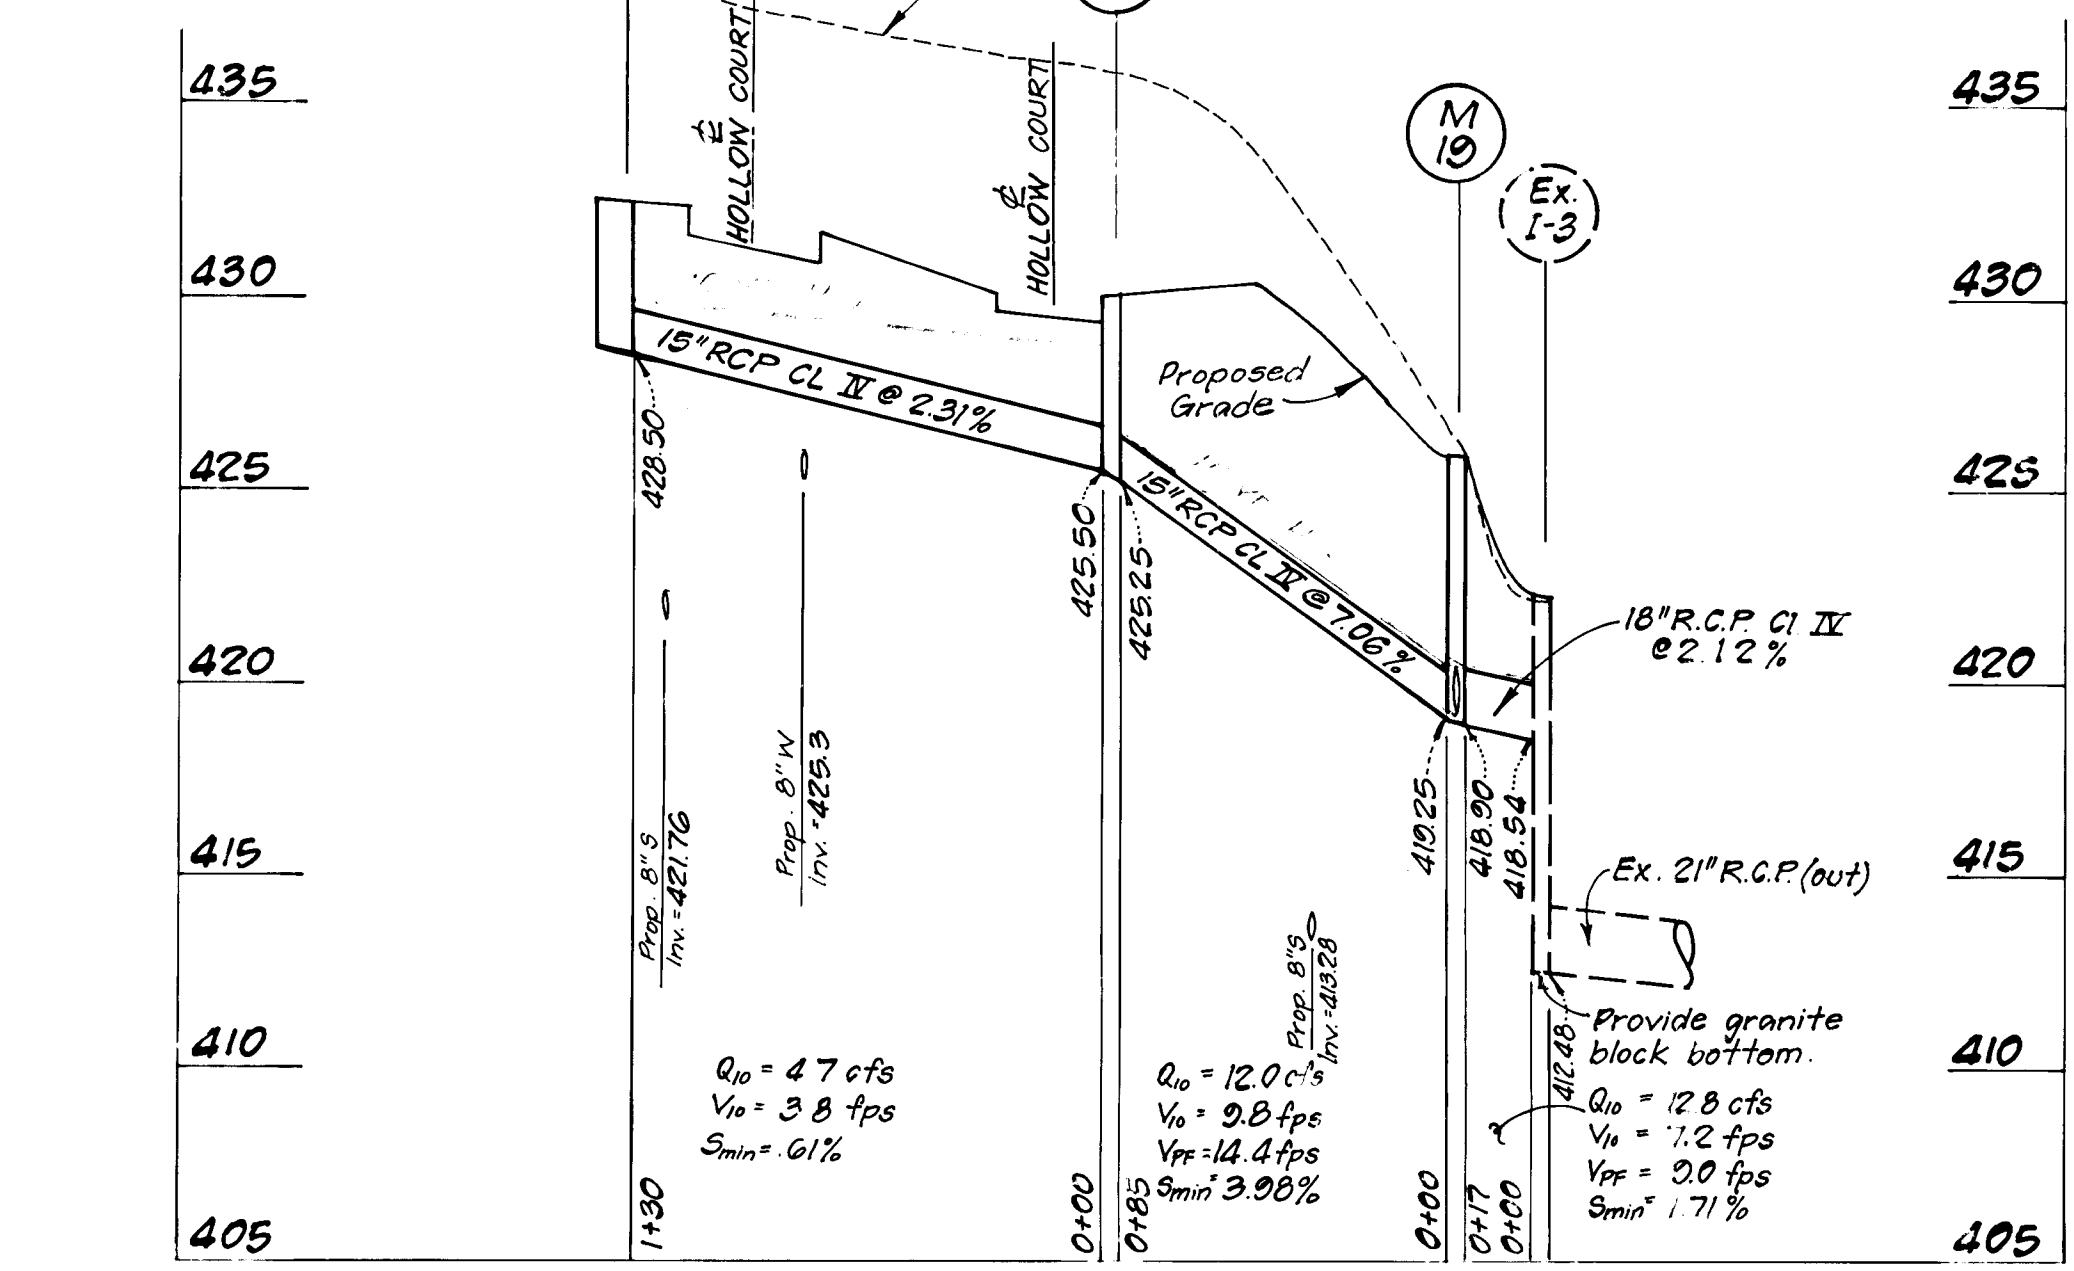 435
430
425
420
415
410
405
HOLLOW COURT
℄
HOLLOW COURT
℄
M
19
Ex.
I-3
435
430
425
420
415
410
405
15" RCP CL IV @ 2.31%
Proposed
Grade
15" RCP CL IV @ 7.06%
18" R.C.P. Cl IV
@ 2.12%
428.50
425.50
425.25
419.25
418.90
418.54
412.48
Prop. 8" S
Inv. = 421.76
Prop. 8" W
Inv. = 425.3
Prop. 8" S
Inv. = 413.28
Ex. 21" R.C.P. (out)
Provide granite
block bottom.
Q10 = 4 7 cfs
V10 = 3 8 fps
Smin = .61%
Q10 = 12.0 cfs
V10 = 9.8 fps
VPF = 14.4 fps
Smin = 3.98%
Q10 = 12.8 cfs
V10 = 7.2 fps
VPF = 9.0 fps
Smin = 1.71%
1+30
0+00
0+85
0+00
0+17
0+00